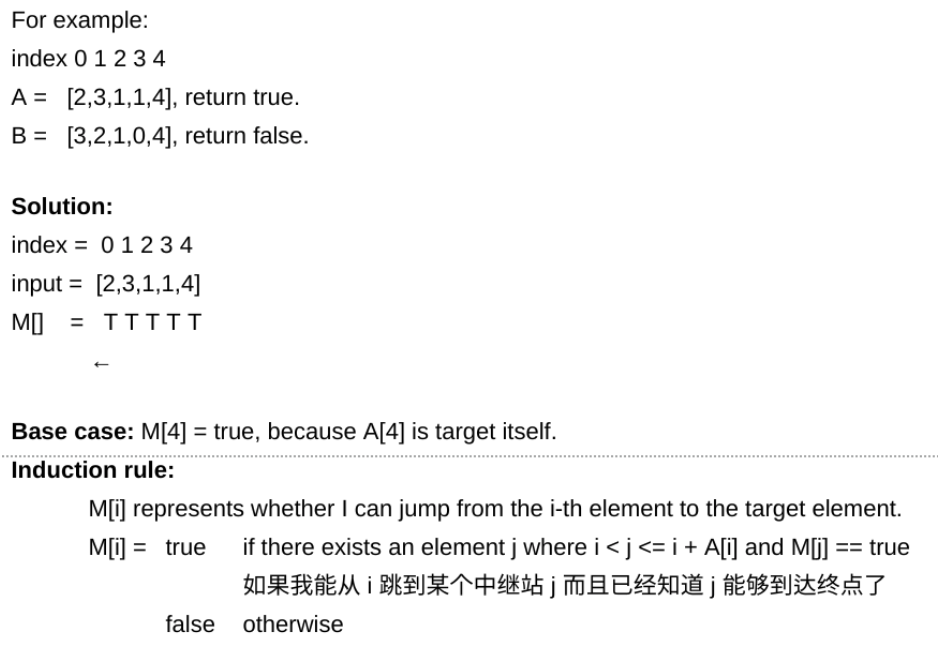 For example:
index 0 1 2 3 4
A =   [2,3,1,1,4], return true.
B =   [3,2,1,0,4], return false.
Solution:
index =  0 1 2 3 4
input =  [2,3,1,1,4]
M[]    =   T T T T T
←
Base case: M[4] = true, because A[4] is target itself.
Induction rule:
M[i] represents whether I can jump from the i-th element to the target element.
M[i] =   true      if there exists an element j where i < j <= i + A[i] and M[j] == true
如果我能从 i 跳到某个中继站 j 而且已经知道 j 能够到达终点了
false    otherwise